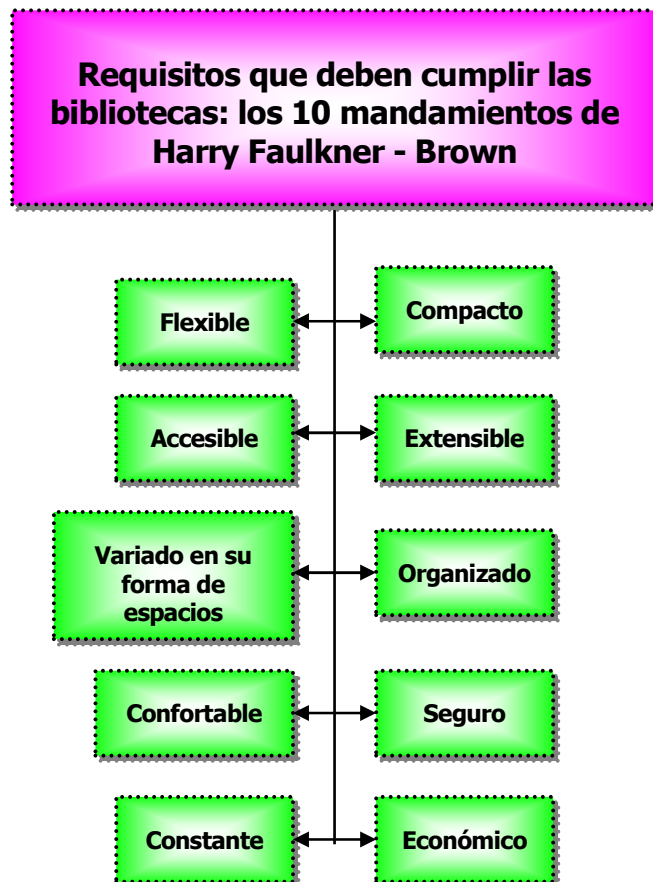 Requisitos que deben cumplir las
bibliotecas: los 10 mandamientos de
Harry Faulkner - Brown
Flexible
Compacto
Accesible
Extensible
Variado en su
forma de
espacios
Organizado
Confortable
Seguro
Constante
Económico